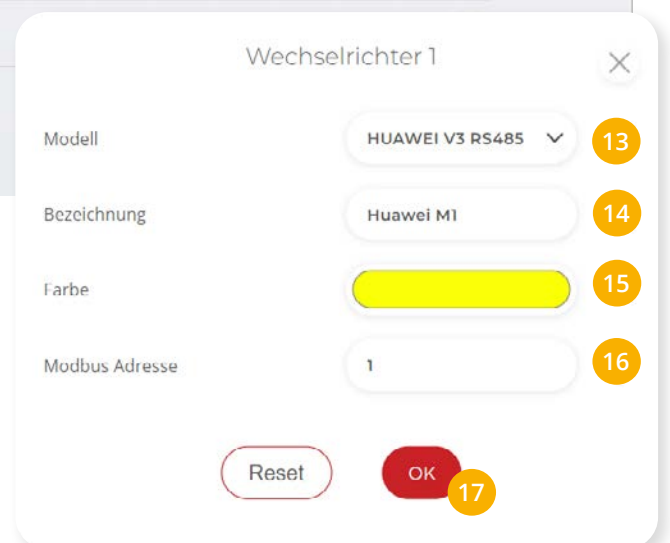 Wechselrichter 1
Modell HUAWEI V3 RS485 13
Bezeichnung Huawei M1 14
Farbe 15
Modbus Adresse 1 16
Reset OK 17